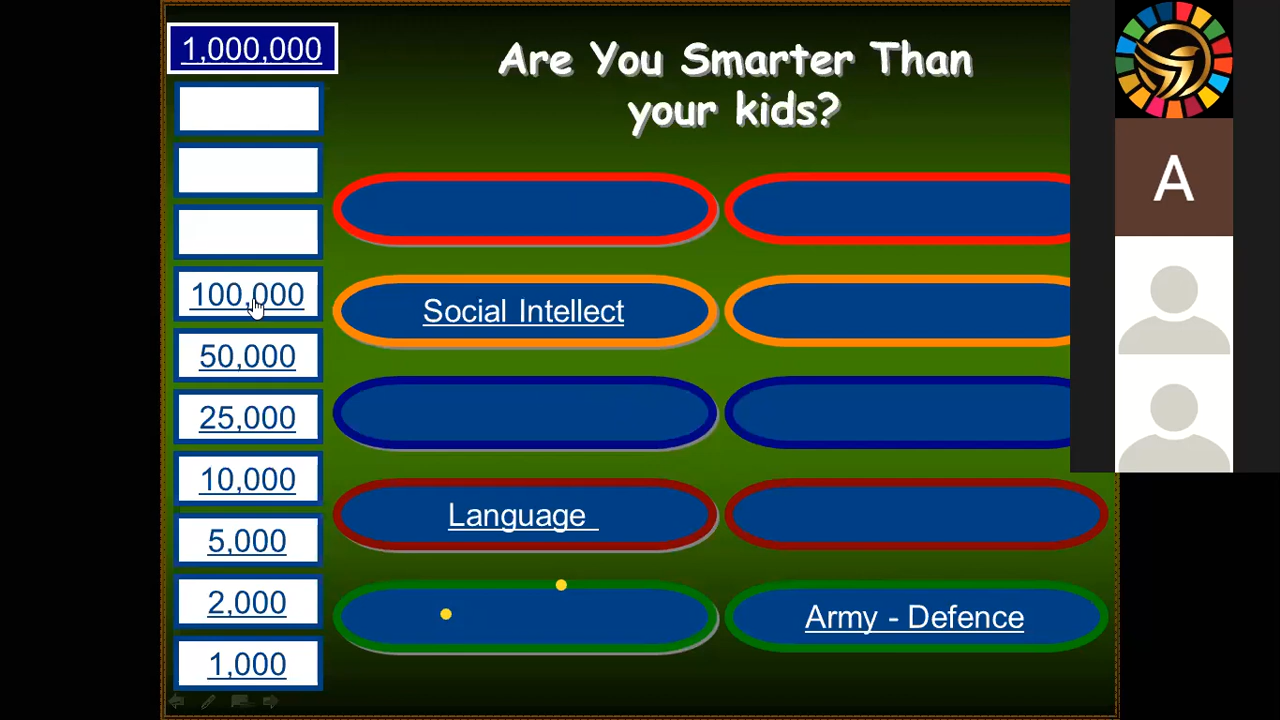 1,000,000
Are You Smarter Than
your kids?
A
100,000
Social Intellect
50,000
25,000
10,000
Language
5,000
2,000
Army - Defence
1,000